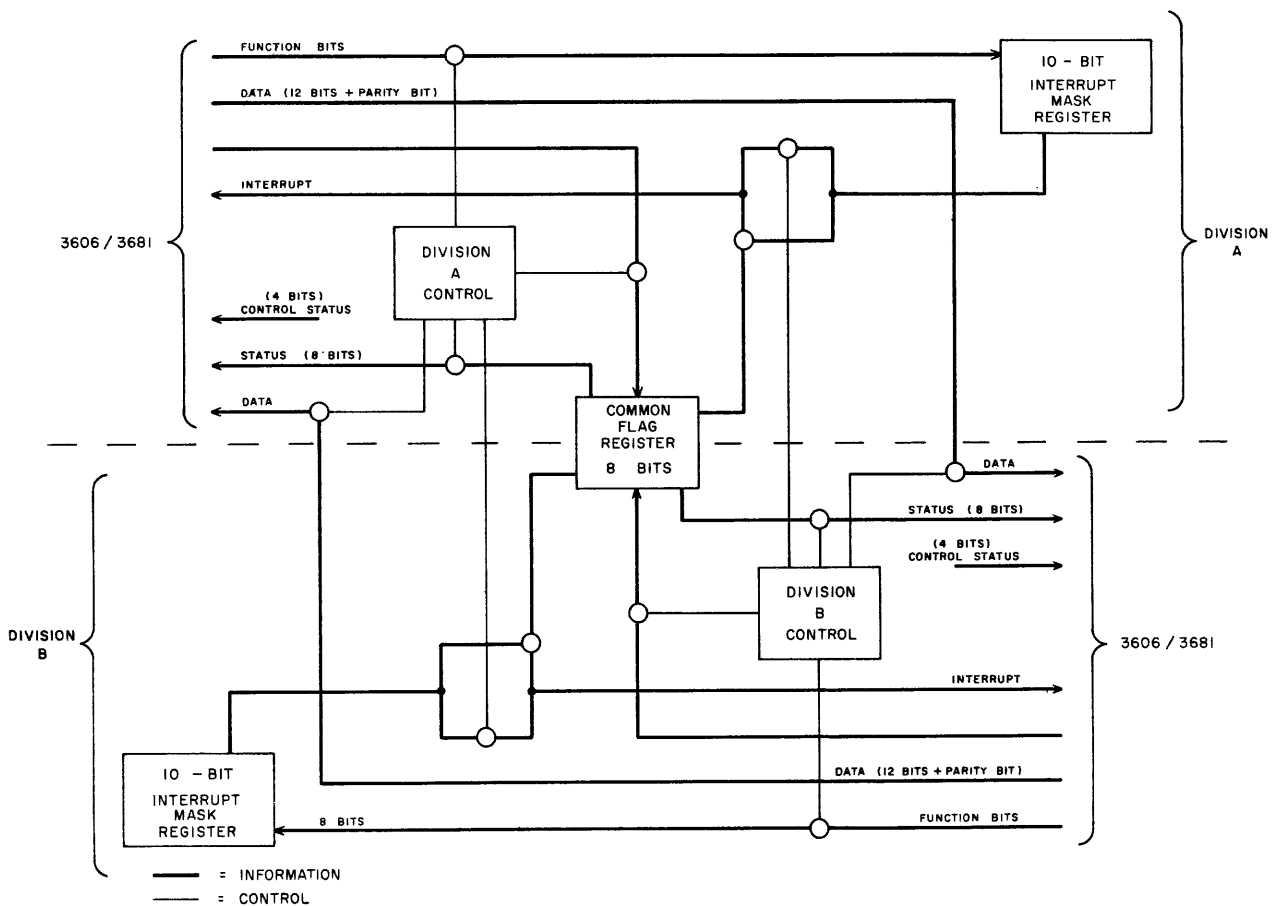 FUNCTION BITS
10 - BIT
INTERRUPT
MASK
REGISTER
DATA (12 BITS + PARITY BIT)
INTERRUPT
3606 / 3681
DIVISION
A
CONTROL
DIVISION
A
(4 BITS)
CONTROL STATUS
STATUS (8 BITS)
DATA
COMMON
FLAG
REGISTER
8 BITS
DATA
STATUS (8 BITS)
(4 BITS)
CONTROL STATUS
DIVISION
B
CONTROL
DIVISION
B
3606 / 3681
INTERRUPT
10 - BIT
INTERRUPT
MASK
REGISTER
DATA (12 BITS + PARITY BIT)
8 BITS
FUNCTION BITS
= INFORMATION
= CONTROL